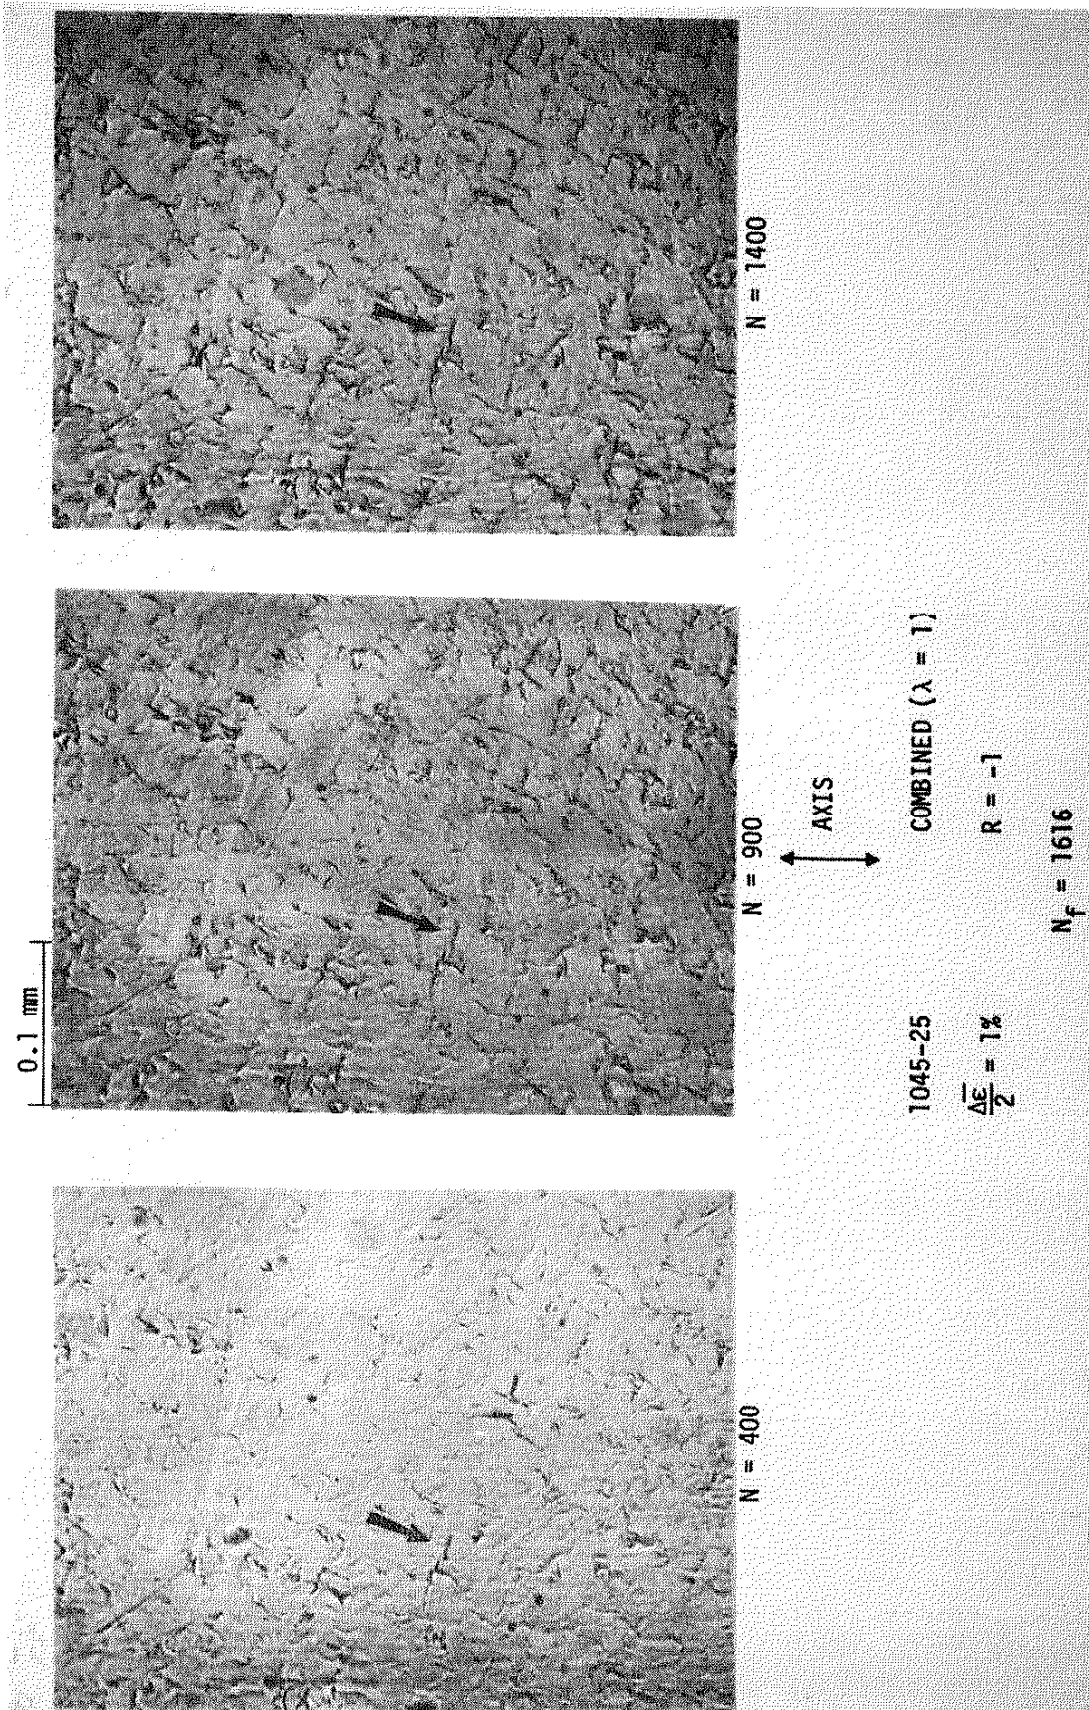 0.1 mm
N = 400
N = 900
N = 1400
AXIS
1045-25
COMBINED (λ = 1)
Δε̅/2 = 1%
R = -1
N_f = 1616